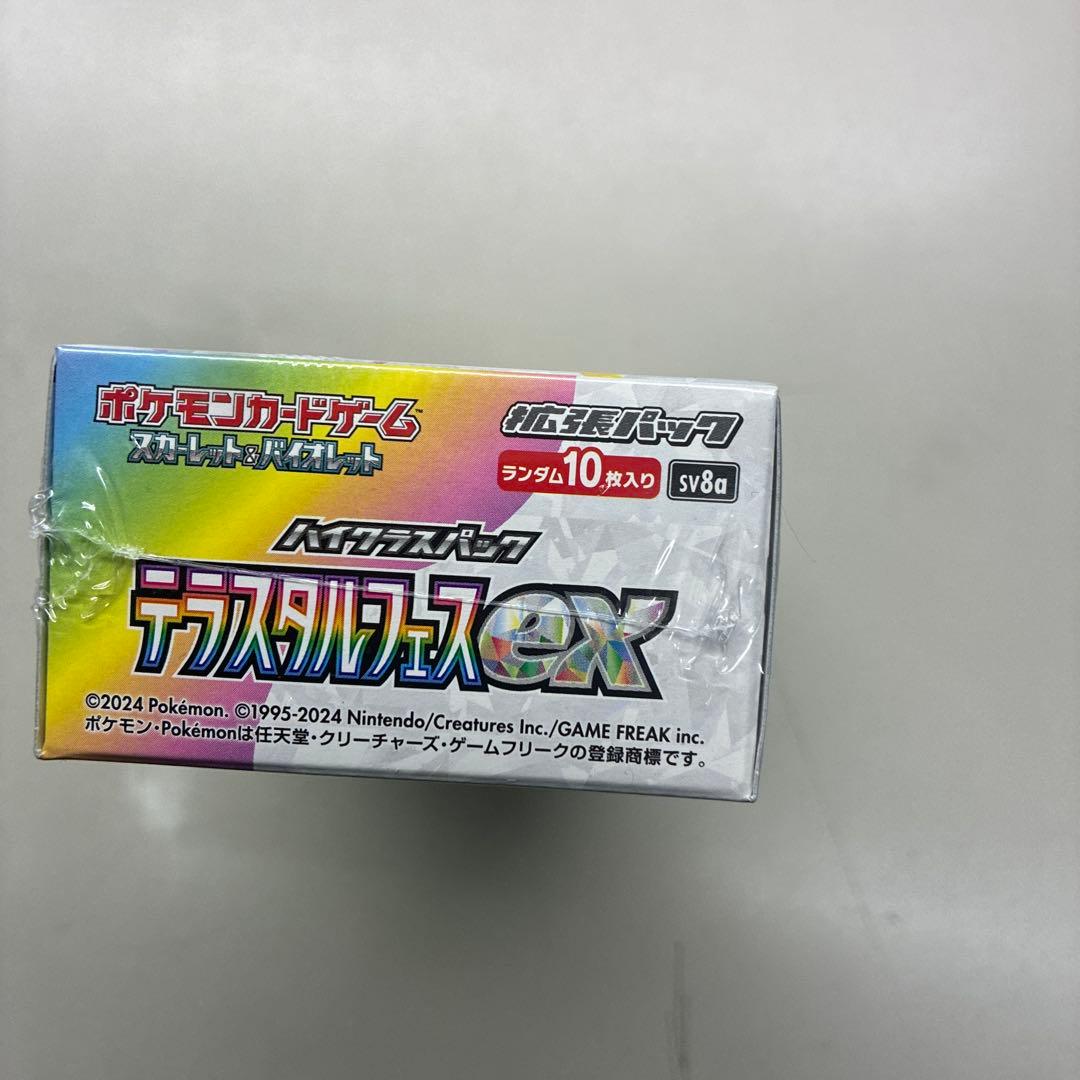 ポケモンカードゲーム™
スカーレット&バイオレット
拡張パック
ランダム10枚入り
SV8a
ハイクラスパック
テラスタルフェスex
©2024 Pokémon. ©1995-2024 Nintendo/Creatures Inc./GAME FREAK inc.
ポケモン・Pokémonは任天堂・クリーチャーズ・ゲームフリークの登録商標です。